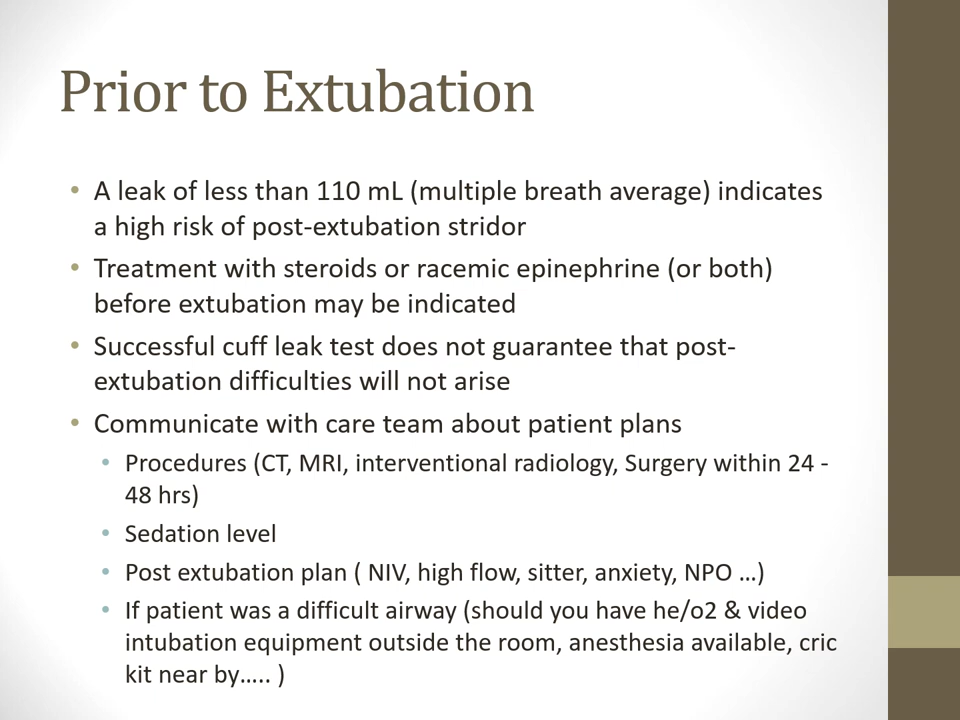 Prior to Extubation
• A leak of less than 110 mL (multiple breath average) indicates
a high risk of post-extubation stridor
• Treatment with steroids or racemic epinephrine (or both)
before extubation may be indicated
• Successful cuff leak test does not guarantee that post-
extubation difficulties will not arise
• Communicate with care team about patient plans
• Procedures (CT, MRI, interventional radiology, Surgery within 24 -
48 hrs)
• Sedation level
• Post extubation plan ( NIV, high flow, sitter, anxiety, NPO …)
• If patient was a difficult airway (should you have he/o2 & video
intubation equipment outside the room, anesthesia available, cric
kit near by….. )